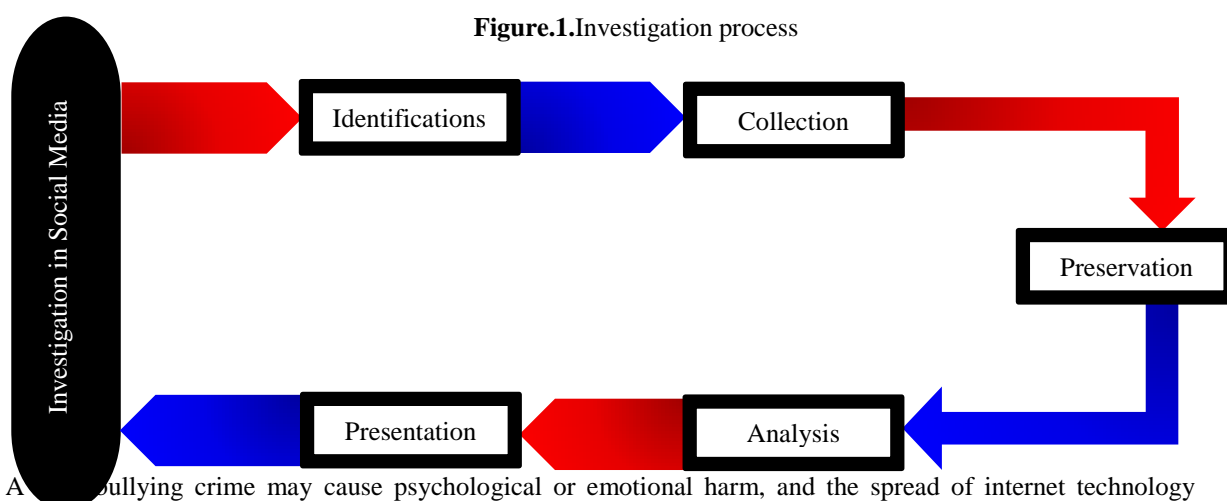 Figure.1.Investigation process
Investigation in Social Media
Identifications
Collection
Preservation
Analysis
Presentation
A bullying crime may cause psychological or emotional harm, and the spread of internet technology